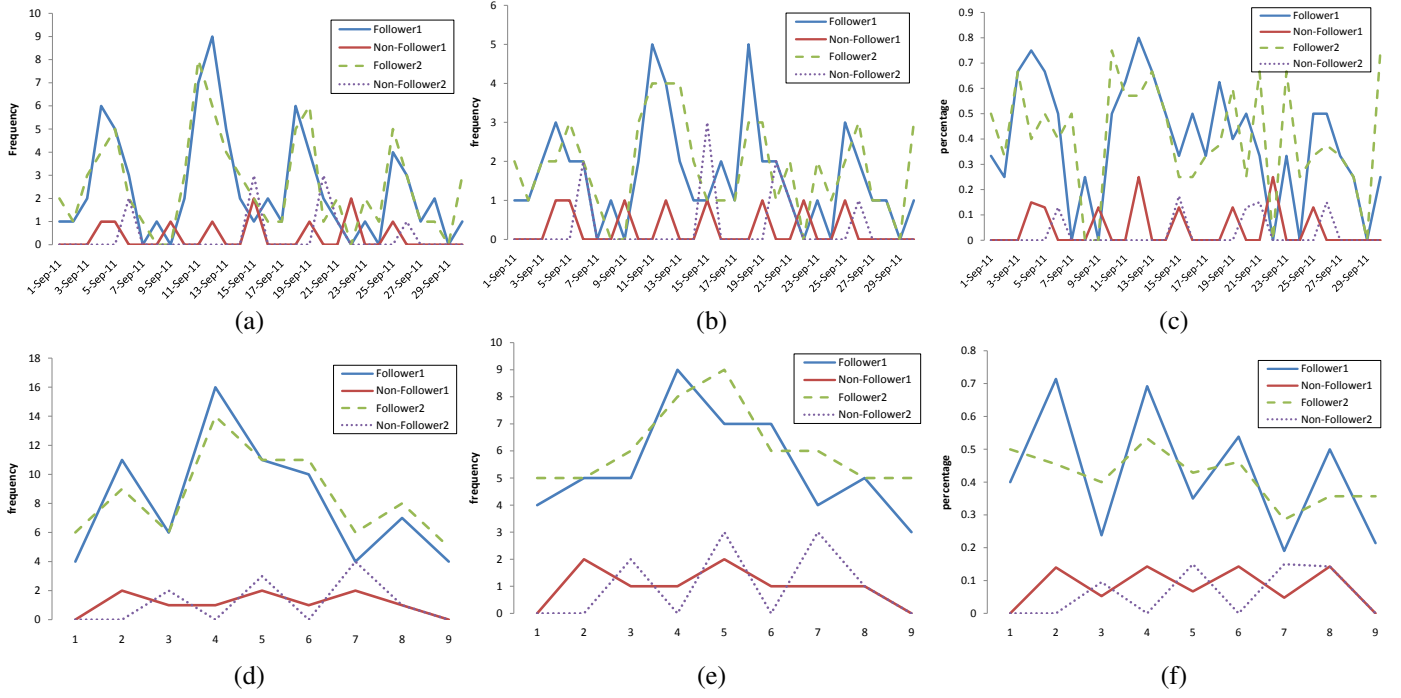 10
9
8
7
6
5
4
3
2
1
0
Frequency
Follower1
Non-Follower1
Follower2
Non-Follower2
1-Sep-11
3-Sep-11
5-Sep-11
7-Sep-11
9-Sep-11
11-Sep-11
13-Sep-11
15-Sep-11
17-Sep-11
19-Sep-11
21-Sep-11
23-Sep-11
25-Sep-11
27-Sep-11
29-Sep-11
(a)
6
5
4
3
2
1
0
frequency
Follower1
Non-Follower1
Follower2
Non-Follower2
1-Sep-11
3-Sep-11
5-Sep-11
7-Sep-11
9-Sep-11
11-Sep-11
13-Sep-11
15-Sep-11
17-Sep-11
19-Sep-11
21-Sep-11
23-Sep-11
25-Sep-11
27-Sep-11
29-Sep-11
(b)
0.9
0.8
0.7
0.6
0.5
0.4
0.3
0.2
0.1
0
percentage
Follower1
Non-Follower1
Follower2
Non-Follower2
1-Sep-11
3-Sep-11
5-Sep-11
7-Sep-11
9-Sep-11
11-Sep-11
13-Sep-11
15-Sep-11
17-Sep-11
19-Sep-11
21-Sep-11
23-Sep-11
25-Sep-11
27-Sep-11
29-Sep-11
(c)
18
16
14
12
10
8
6
4
2
0
frequency
Follower1
Non-Follower1
Follower2
Non-Follower2
1 2 3 4 5 6 7 8 9
(d)
10
9
8
7
6
5
4
3
2
1
0
frequency
Follower1
Non-Follower1
Follower2
Non-Follower2
1 2 3 4 5 6 7 8 9
(e)
0.8
0.7
0.6
0.5
0.4
0.3
0.2
0.1
0
percentage
Follower1
Non-Follower1
Follower2
Non-Follower2
1 2 3 4 5 6 7 8 9
(f)